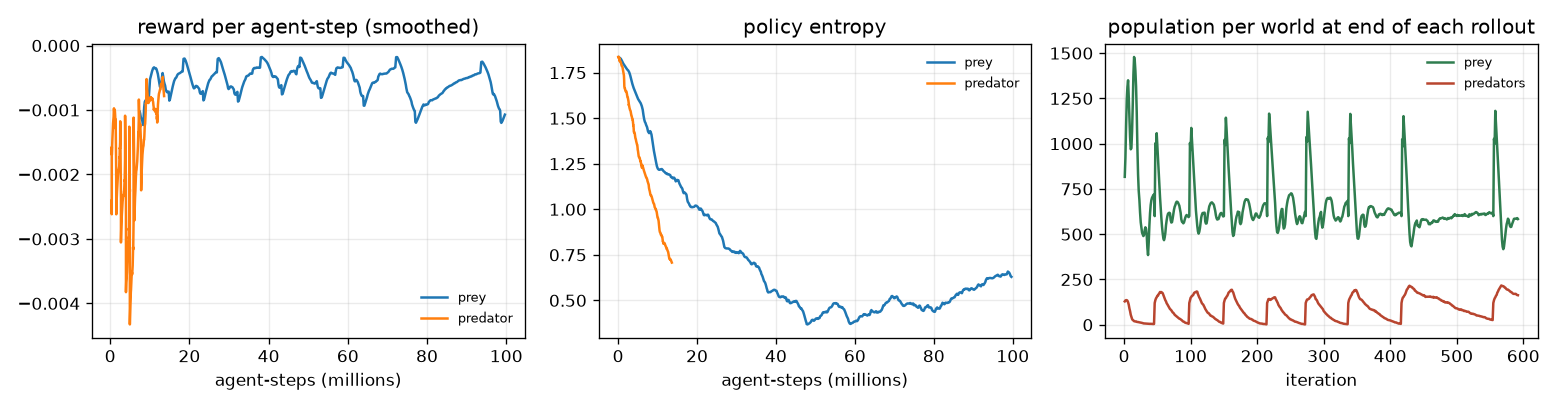 reward per agent-step (smoothed)
0.000
−0.001
−0.002
−0.003
−0.004
prey
predator
0 20 40 60 80 100
agent-steps (millions)
policy entropy
1.75
1.50
1.25
1.00
0.75
0.50
prey
predator
0 20 40 60 80 100
agent-steps (millions)
population per world at end of each rollout
1500
1250
1000
750
500
250
0
prey
predators
0 100 200 300 400 500 600
iteration